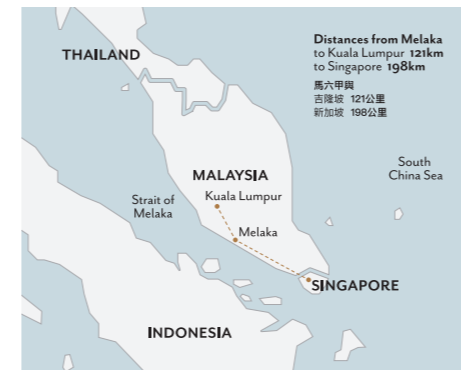 Distances from Melaka
to Kuala Lumpur 121km
to Singapore 198km
馬六甲與
吉隆坡 121公里
新加坡 198公里
THAILAND
MALAYSIA
Kuala Lumpur
Strait of
Melaka
Melaka
South
China Sea
SINGAPORE
INDONESIA